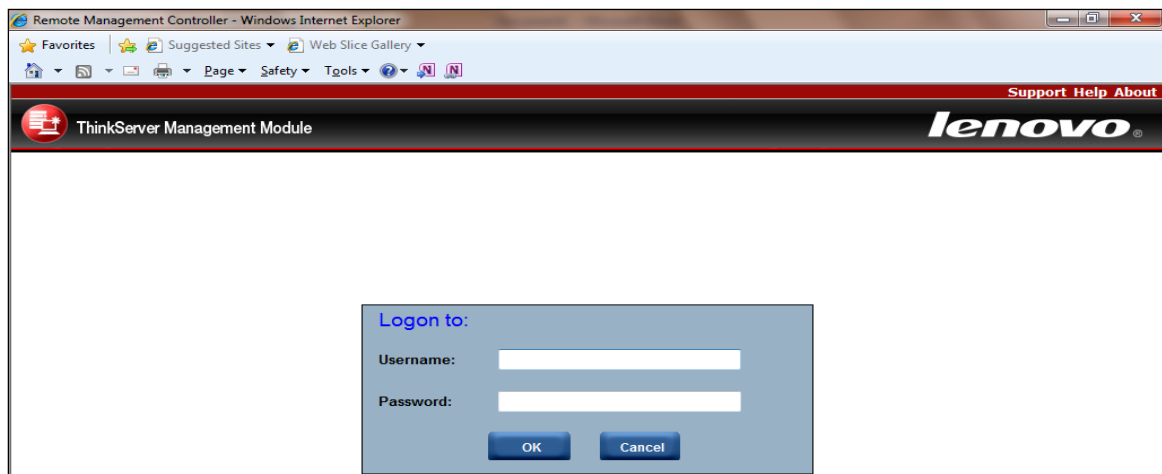 Remote Management Controller - Windows Internet Explorer
Favorites Suggested Sites Web Slice Gallery
Page Safety Tools
Support Help About
ThinkServer Management Module
lenovo®
Logon to:
Username:
Password:
OK Cancel